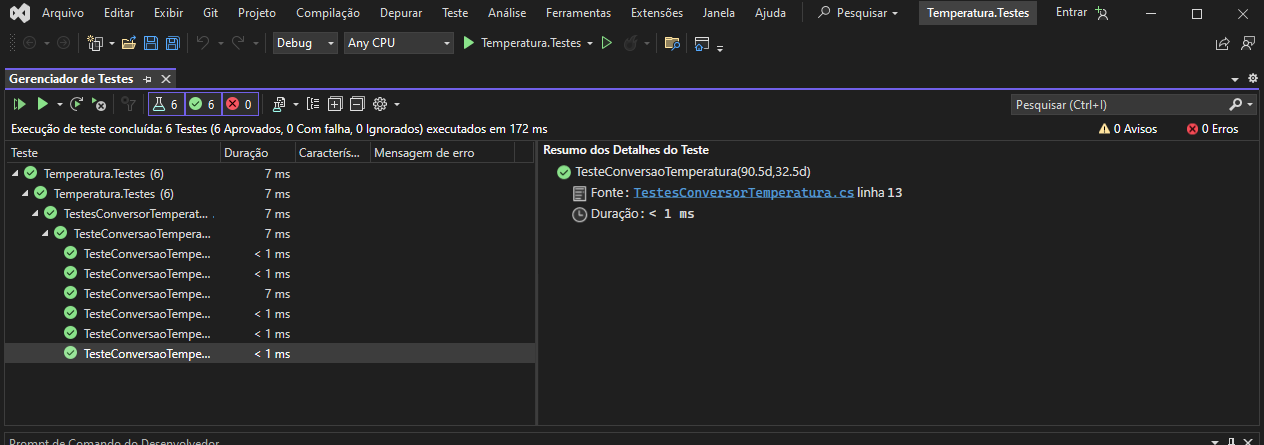 Arquivo Editar Exibir Git Projeto Compilação Depurar Teste Análise Ferramentas Extensões Janela Ajuda Pesquisar Temperatura.Testes Entrar
Debug Any CPU Temperatura.Testes
Gerenciador de Testes
6 6 0 Pesquisar (Ctrl+I)
Execução de teste concluída: 6 Testes (6 Aprovados, 0 Com falha, 0 Ignorados) executados em 172 ms 0 Avisos 0 Erros
Teste Duração Caracterís... Mensagem de erro
Temperatura.Testes (6) 7 ms
Temperatura.Testes (6) 7 ms
TestesConversorTemperat... 7 ms
TesteConversaoTempera... 7 ms
TesteConversaoTempe... < 1 ms
TesteConversaoTempe... < 1 ms
TesteConversaoTempe... 7 ms
TesteConversaoTempe... < 1 ms
TesteConversaoTempe... < 1 ms
TesteConversaoTempe... < 1 ms
Resumo dos Detalhes do Teste
TesteConversaoTemperatura(90.5d,32.5d)
Fonte: TestesConversorTemperatura.cs linha 13
Duração: < 1 ms
Prompt de Comando do Desenvolvedor